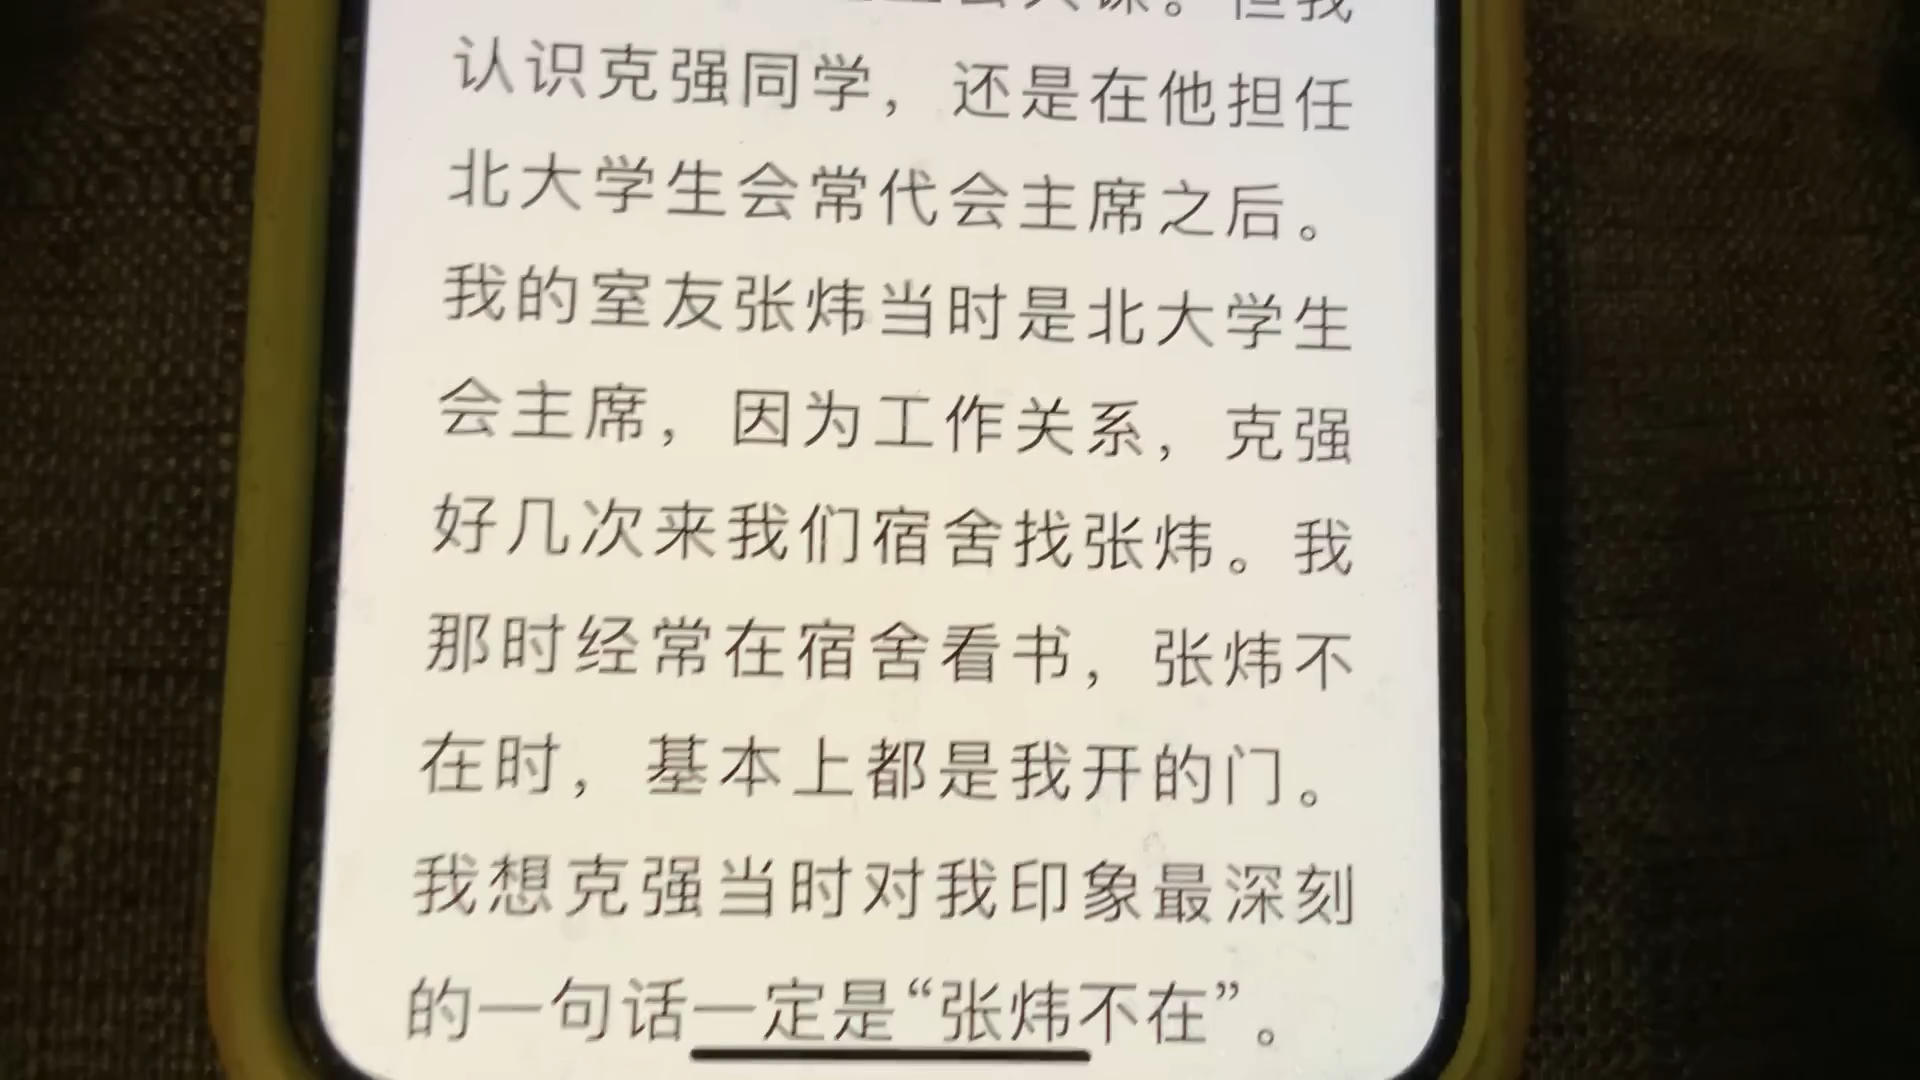 课。但我
认识克强同学，还是在他担任
北大学生会常代会主席之后。
我的室友张炜当时是北大学生
会主席，因为工作关系，克强
好几次来我们宿舍找张炜。我
那时经常在宿舍看书，张炜不
在时，基本上都是我开的门。
我想克强当时对我印象最深刻
的一句话一定是“张炜不在”。